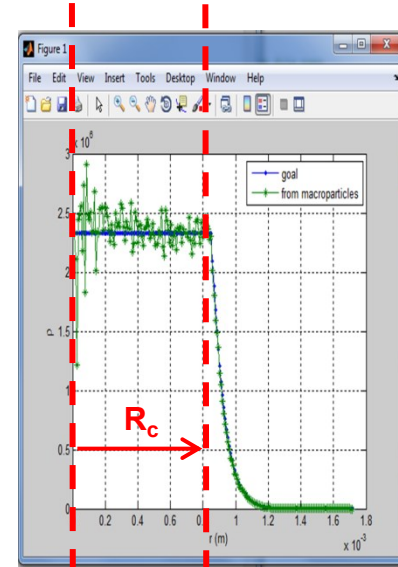 Figure 1
File Edit View Insert Tools Desktop Window Help
x 10
3
goal
from macroparticles
2.5
2
1.5
ρ
1
Rc
0.5
0
0.2 0.4 0.6 0.8 1 1.2 1.4 1.6 1.8
r (m)
x 10⁻³